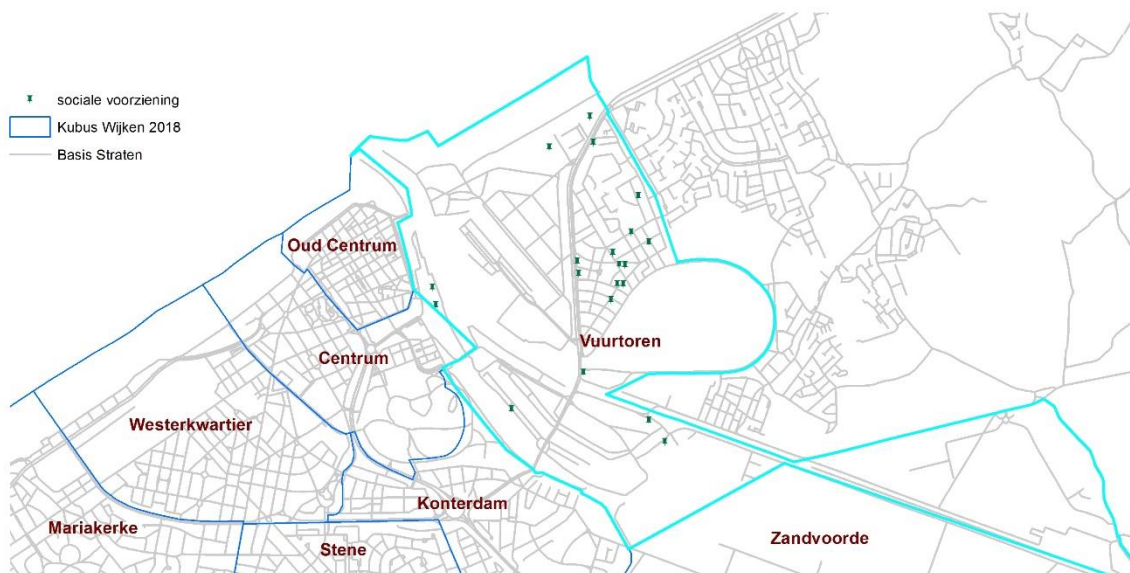 sociale voorziening
Kubus Wijken 2018
Basis Straten
Oud Centrum
Centrum
Vuurtoren
Westerkwartier
Konterdam
Mariakerke
Stene
Zandvoorde